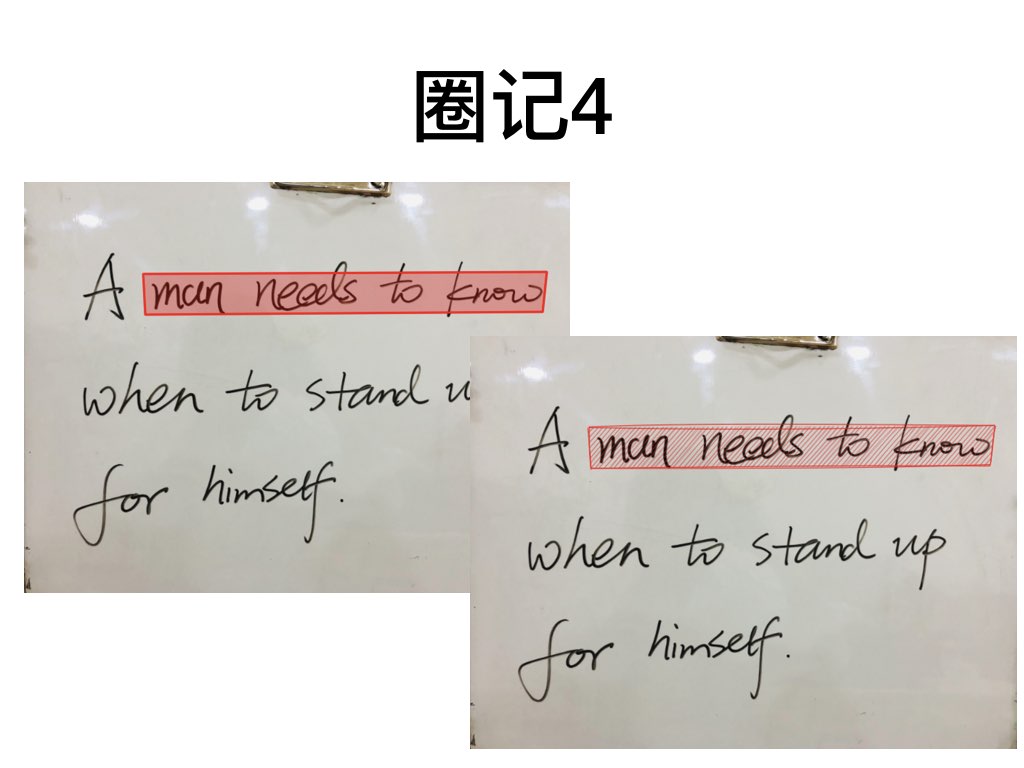 圈记4
A man needs to know
when to stand u
for himself.
A man needs to know
when to stand up
for himself.